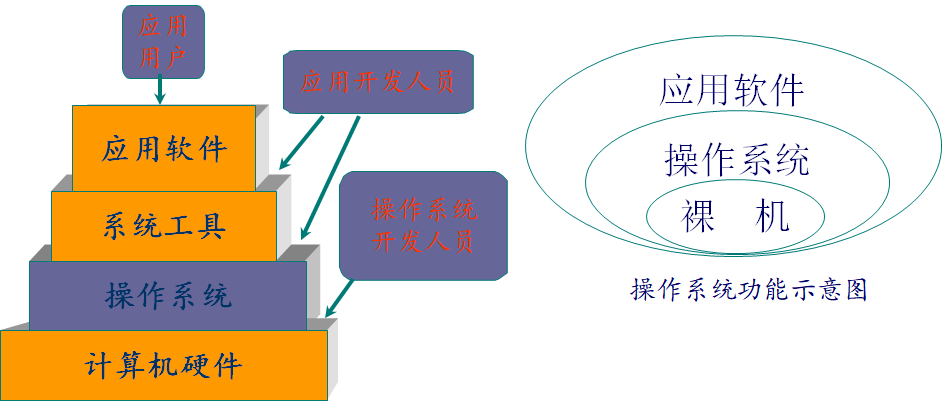 应用
用户
应用开发人员
应用软件
系统工具
操作系统
开发人员
操作系统
计算机硬件
应用软件
操作系统
裸 机
操作系统功能示意图